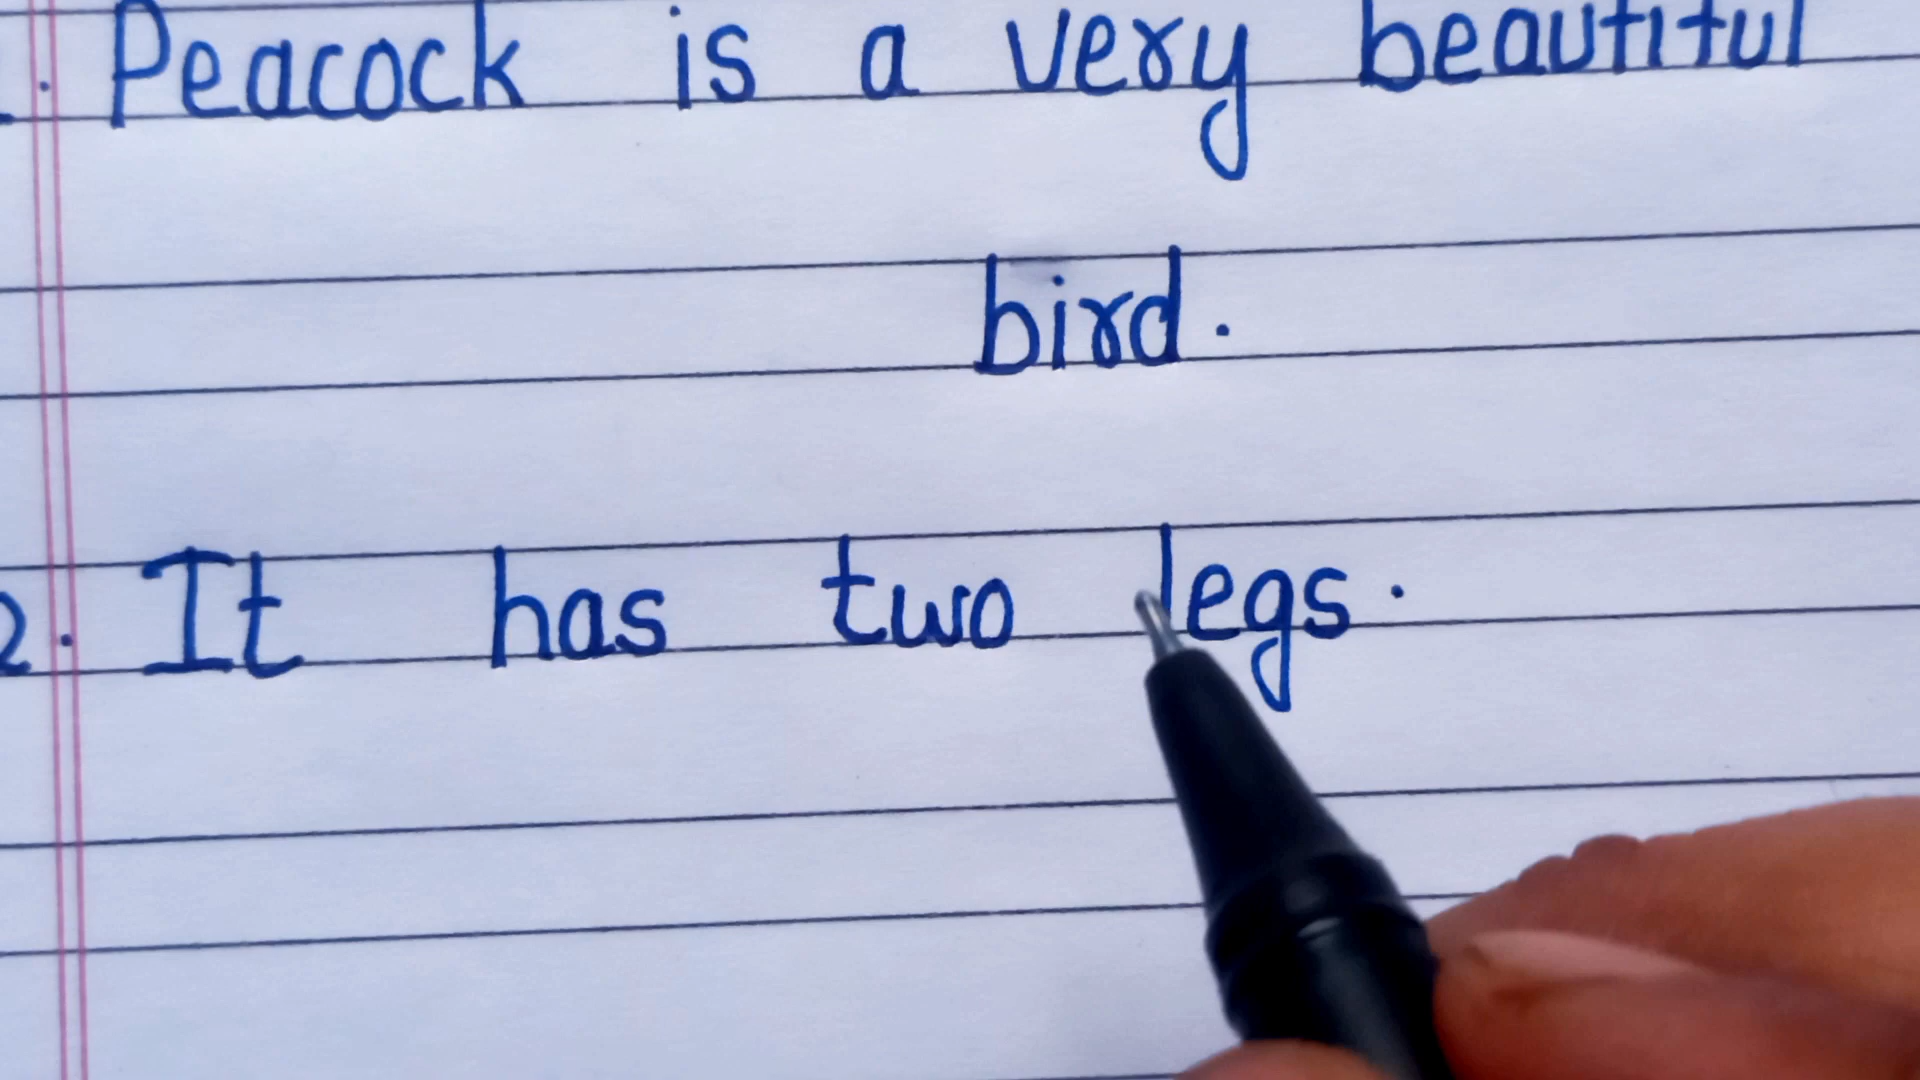 . Peacock is a very beautiful
bird.
2. It has two legs.